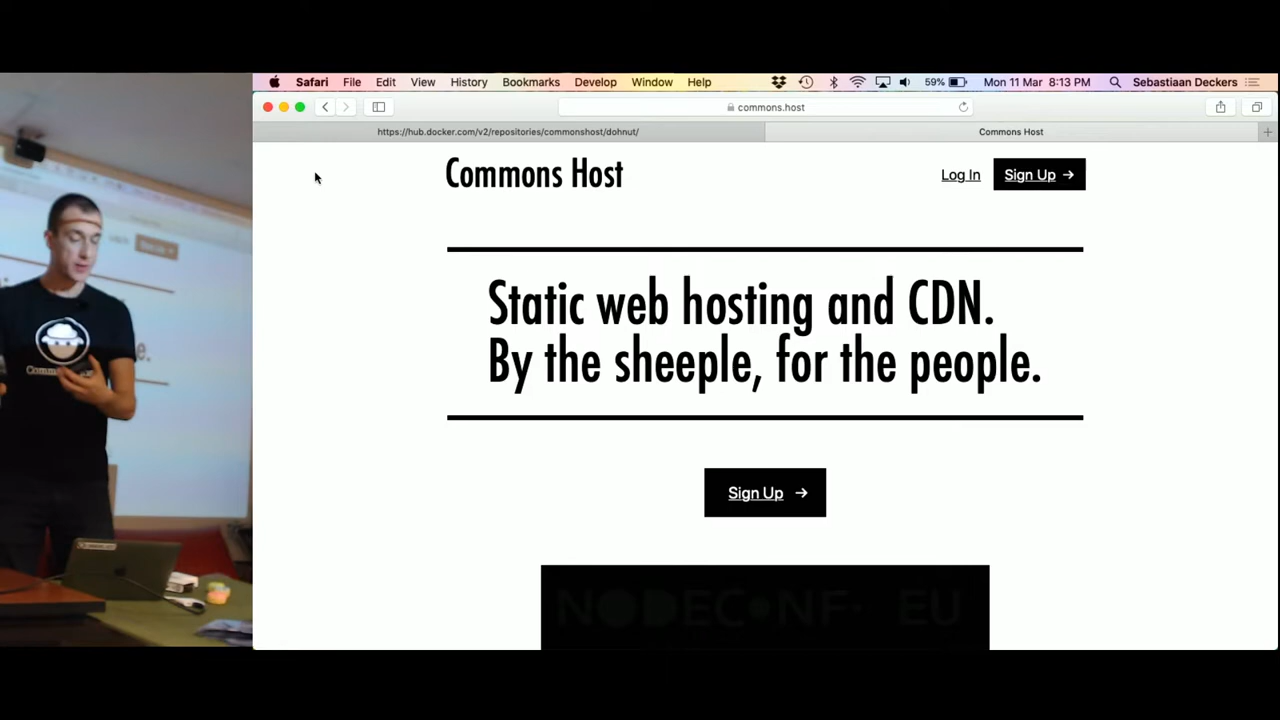 Safari File Edit View History Bookmarks Develop Window Help 59% Mon 11 Mar 8:13 PM Sebastiaan Deckers
commons.host
https://hub.docker.com/v2/repositories/commonshost/dohnut/ Commons Host
Commons Host Log In Sign Up →
Static web hosting and CDN.
By the sheeple, for the people.
Sign Up →
NODECONF EU